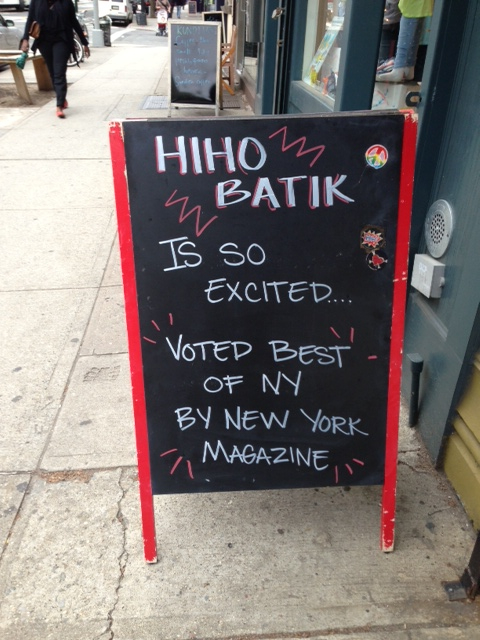 HIHO
BATIK
IS SO
EXCITED...
VOTED BEST
OF NY
BY NEW YORK
MAGAZINE